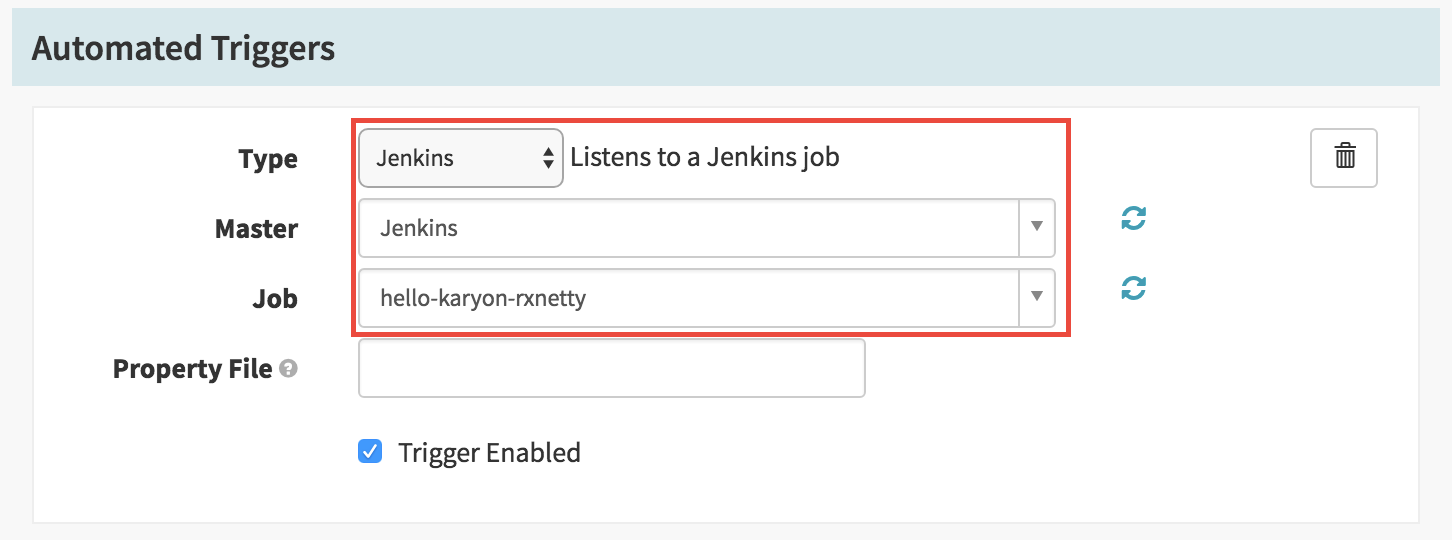 Automated Triggers
Type Jenkins Listens to a Jenkins job
Master Jenkins
Job hello-karyon-rxnetty
Property File ?
Trigger Enabled